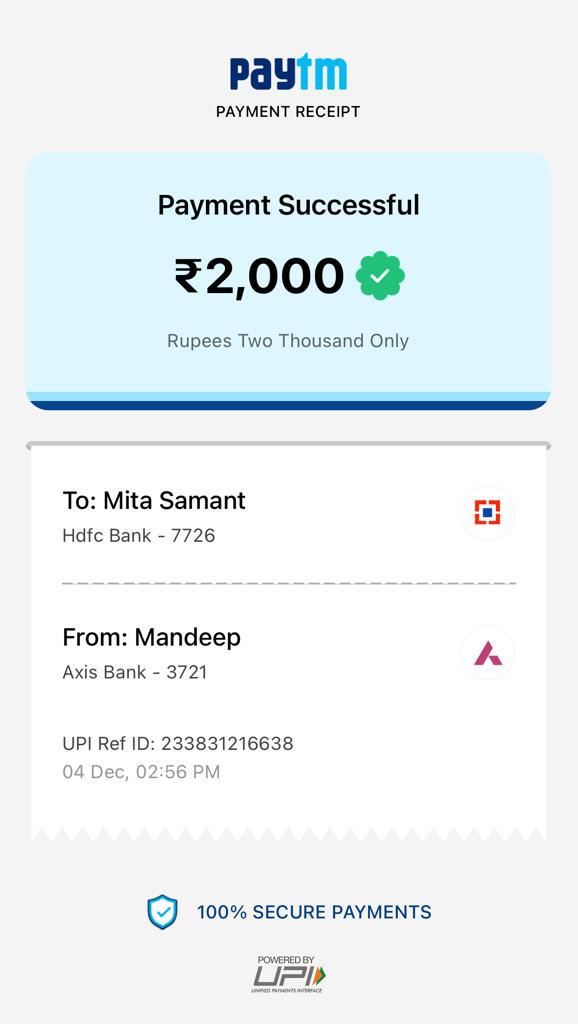 paytm
PAYMENT RECEIPT
Payment Successful
₹2,000
Rupees Two Thousand Only
To: Mita Samant
Hdfc Bank - 7726
From: Mandeep
Axis Bank - 3721
UPI Ref ID: 233831216638
04 Dec, 02:56 PM
100% SECURE PAYMENTS
POWERED BY
UPI
UNIFIED PAYMENTS INTERFACE